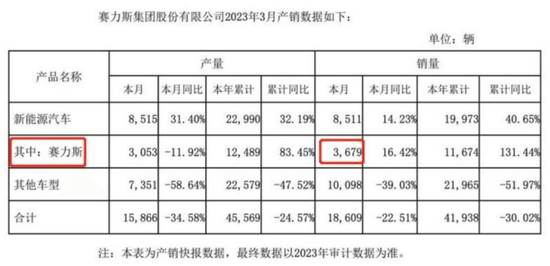 赛力斯集团股份有限公司2023年3月产销数据如下：
单位：辆
产品名称 产量 销量
本月 本月同比 本年累计 累计同比 本月 本月同比 本年累计 累计同比
新能源汽车 8,515 31.40% 22,990 32.19% 8,511 14.23% 19,973 40.65%
其中：赛力斯 3,053 -11.92% 12,489 83.45% 3,679 16.42% 11,674 131.44%
其他车型 7,351 -58.64% 22,579 -47.52% 10,098 -39.03% 21,965 -51.97%
合计 15,866 -34.58% 45,569 -24.57% 18,609 -22.51% 41,938 -30.02%
注：本表为产销快报数据，最终数据以2023年审计数据为准。